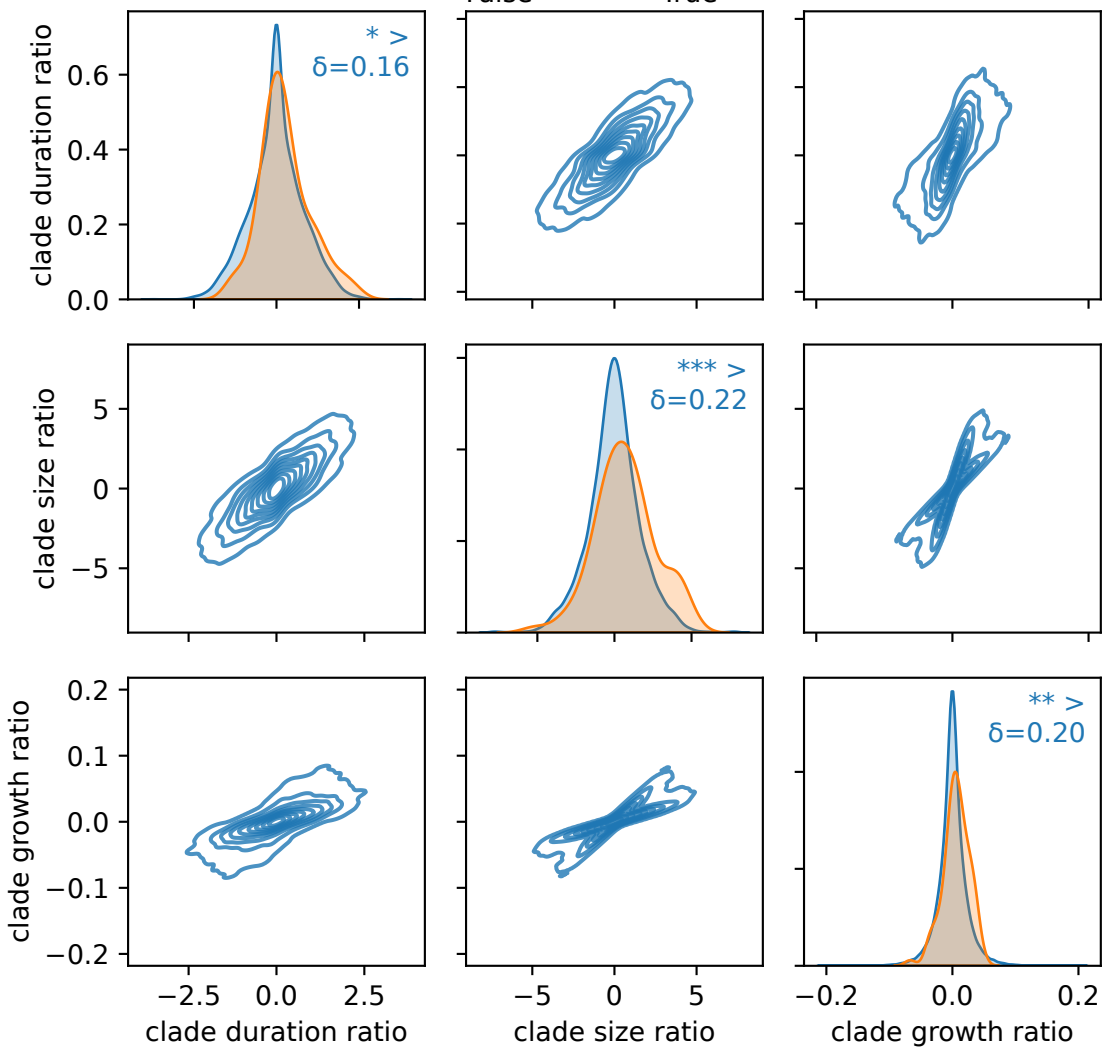 True
clade duration ratio
0.6
0.4
0.2
0.0
* >
δ=0.16
clade size ratio
5
0
−5
*** >
δ=0.22
clade growth ratio
0.2
0.1
0.0
−0.1
−0.2
** >
δ=0.20
−2.5 0.0 2.5
−5 0 5
−0.2 0.0 0.2
clade duration ratio
clade size ratio
clade growth ratio